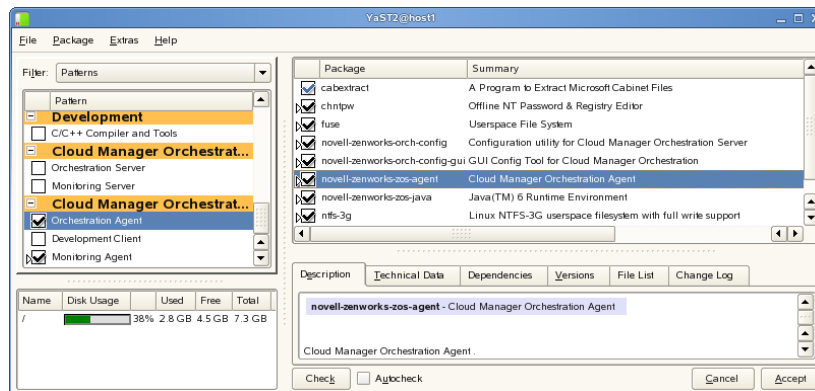 YaST2@host1
File Package Extras Help
Filter: Patterns
Pattern
Development
C/C++ Compiler and Tools
Cloud Manager Orchestrat...
Orchestration Server
Monitoring Server
Cloud Manager Orchestrat...
Orchestration Agent
Development Client
Monitoring Agent
Name Disk Usage Used Free Total
/ 38% 2.8 GB 4.5 GB 7.3 GB
Package Summary
cabextract A Program to Extract Microsoft Cabinet Files
chntpw Offline NT Password & Registry Editor
fuse Userspace File System
novell-zenworks-orch-config Configuration utility for Cloud Manager Orchestration Server
novell-zenworks-orch-config-gui GUI Config Tool for Cloud Manager Orchestration
novell-zenworks-zos-agent Cloud Manager Orchestration Agent
novell-zenworks-zos-java Java(TM) 6 Runtime Environment
ntfs-3g Linux NTFS-3G userspace filesystem with full write support
Description Technical Data Dependencies Versions File List Change Log
novell-zenworks-zos-agent - Cloud Manager Orchestration Agent
Cloud Manager Orchestration Agent .
Check Autocheck Cancel Accept